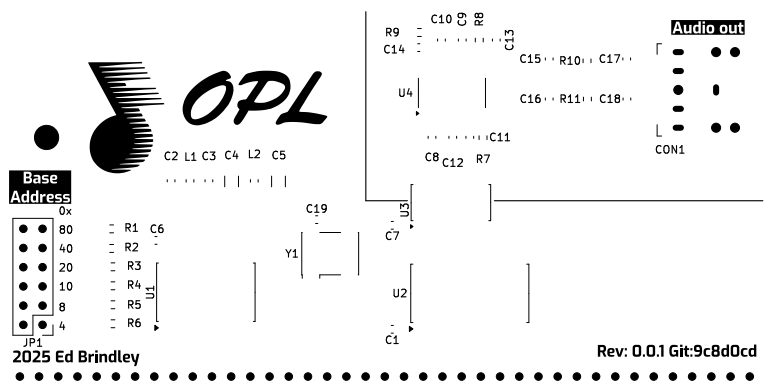 C10 C9 R8
R9
C14
C13
Audio out
C15 R10 C17
U4
C16 R11 C18
OPL
C11
CON1
C2 L1 C3 C4 L2 C5
C8 C12 R7
Base
Address
0x
80 R1 C6
C19
U3
C7
40 R2
Y1
20 R3
10 R4 U1
U2
8 R5
4 R6
JP1
C1
2025 Ed Brindley
Rev: 0.0.1 Git:9c8d0cd